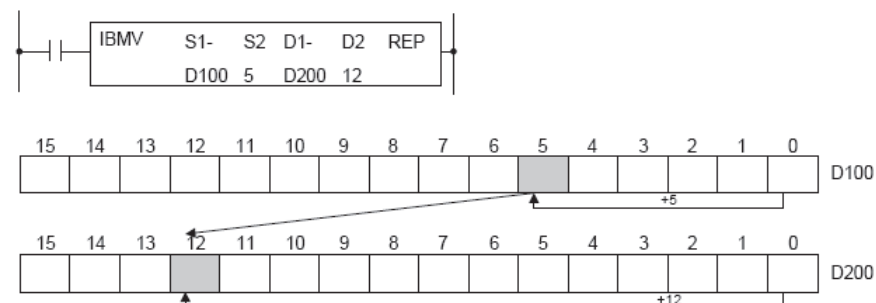 IBMV S1- S2 D1- D2 REP
D100 5 D200 12
15 14 13 12 11 10 9 8 7 6 5 4 3 2 1 0
D100
+5
15 14 13 12 11 10 9 8 7 6 5 4 3 2 1 0
D200
+12